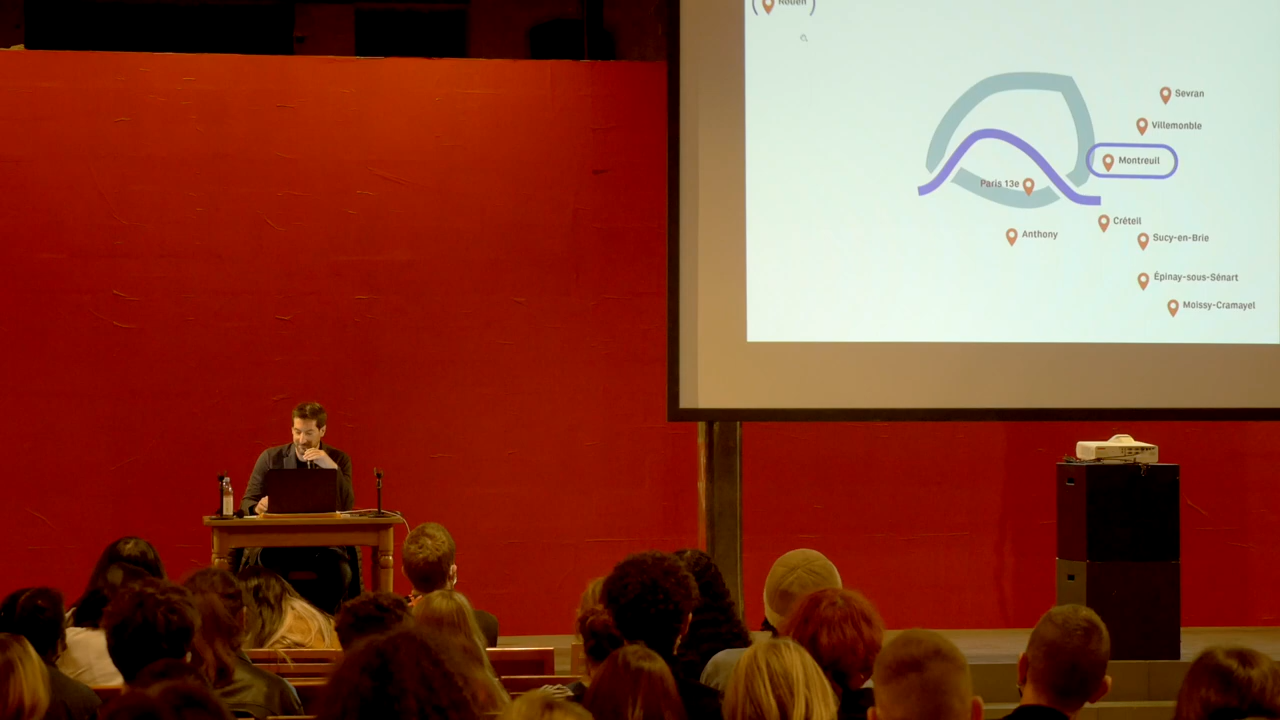 Rouen
Sevran
Villemonble
Montreuil
Paris 13e
Créteil
Anthony
Sucy-en-Brie
Épinay-sous-Sénart
Moissy-Cramayel